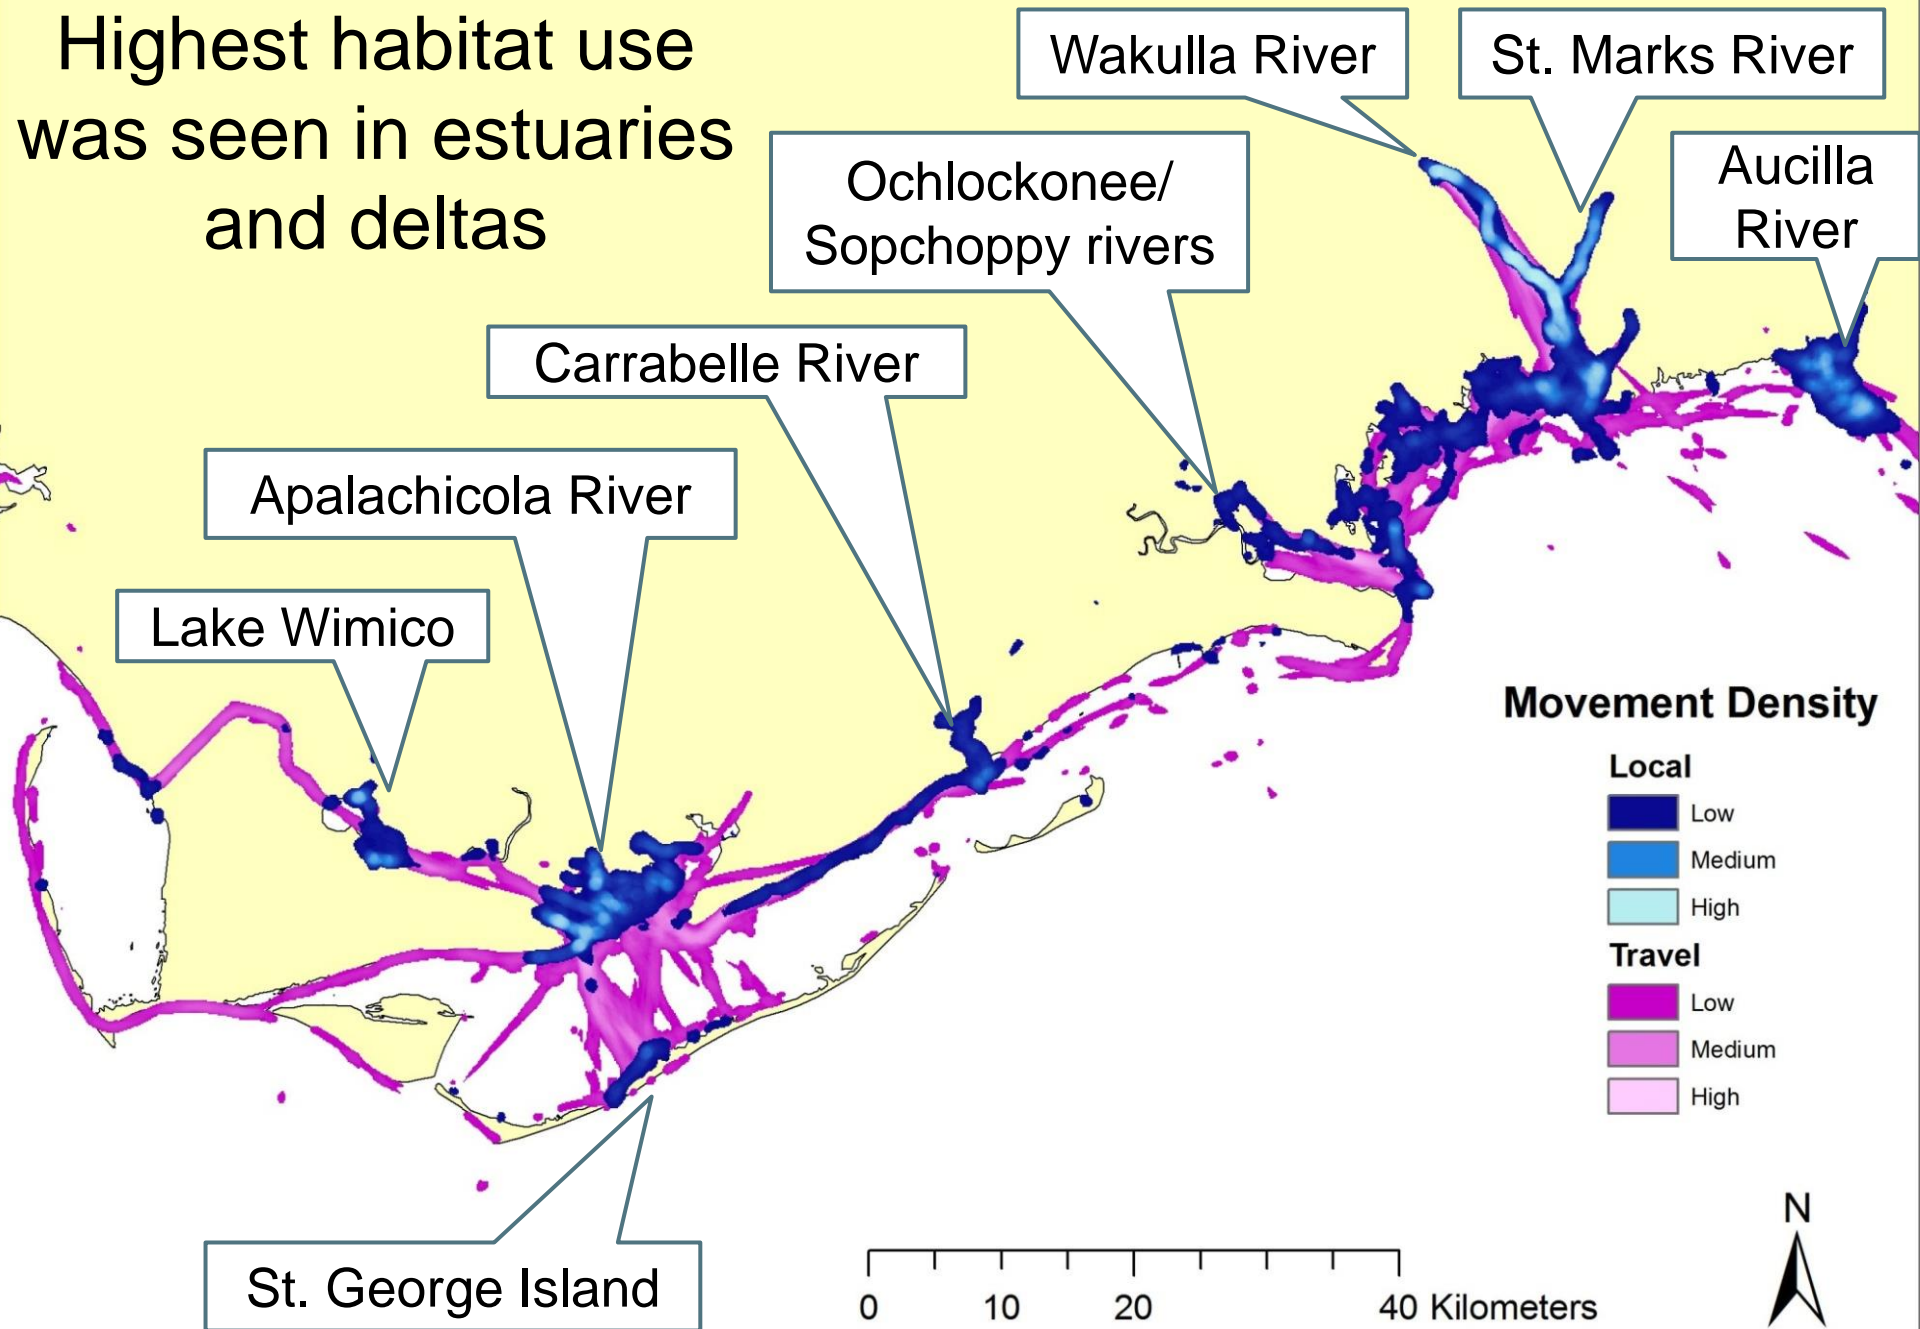 Highest habitat use
was seen in estuaries
and deltas
Wakulla River
St. Marks River
Aucilla
River
Ochlockonee/
Sopchoppy rivers
Carrabelle River
Apalachicola River
Lake Wimico
St. George Island
Movement Density
Local
Low
Medium
High
Travel
Low
Medium
High
N
0 10 20 40 Kilometers